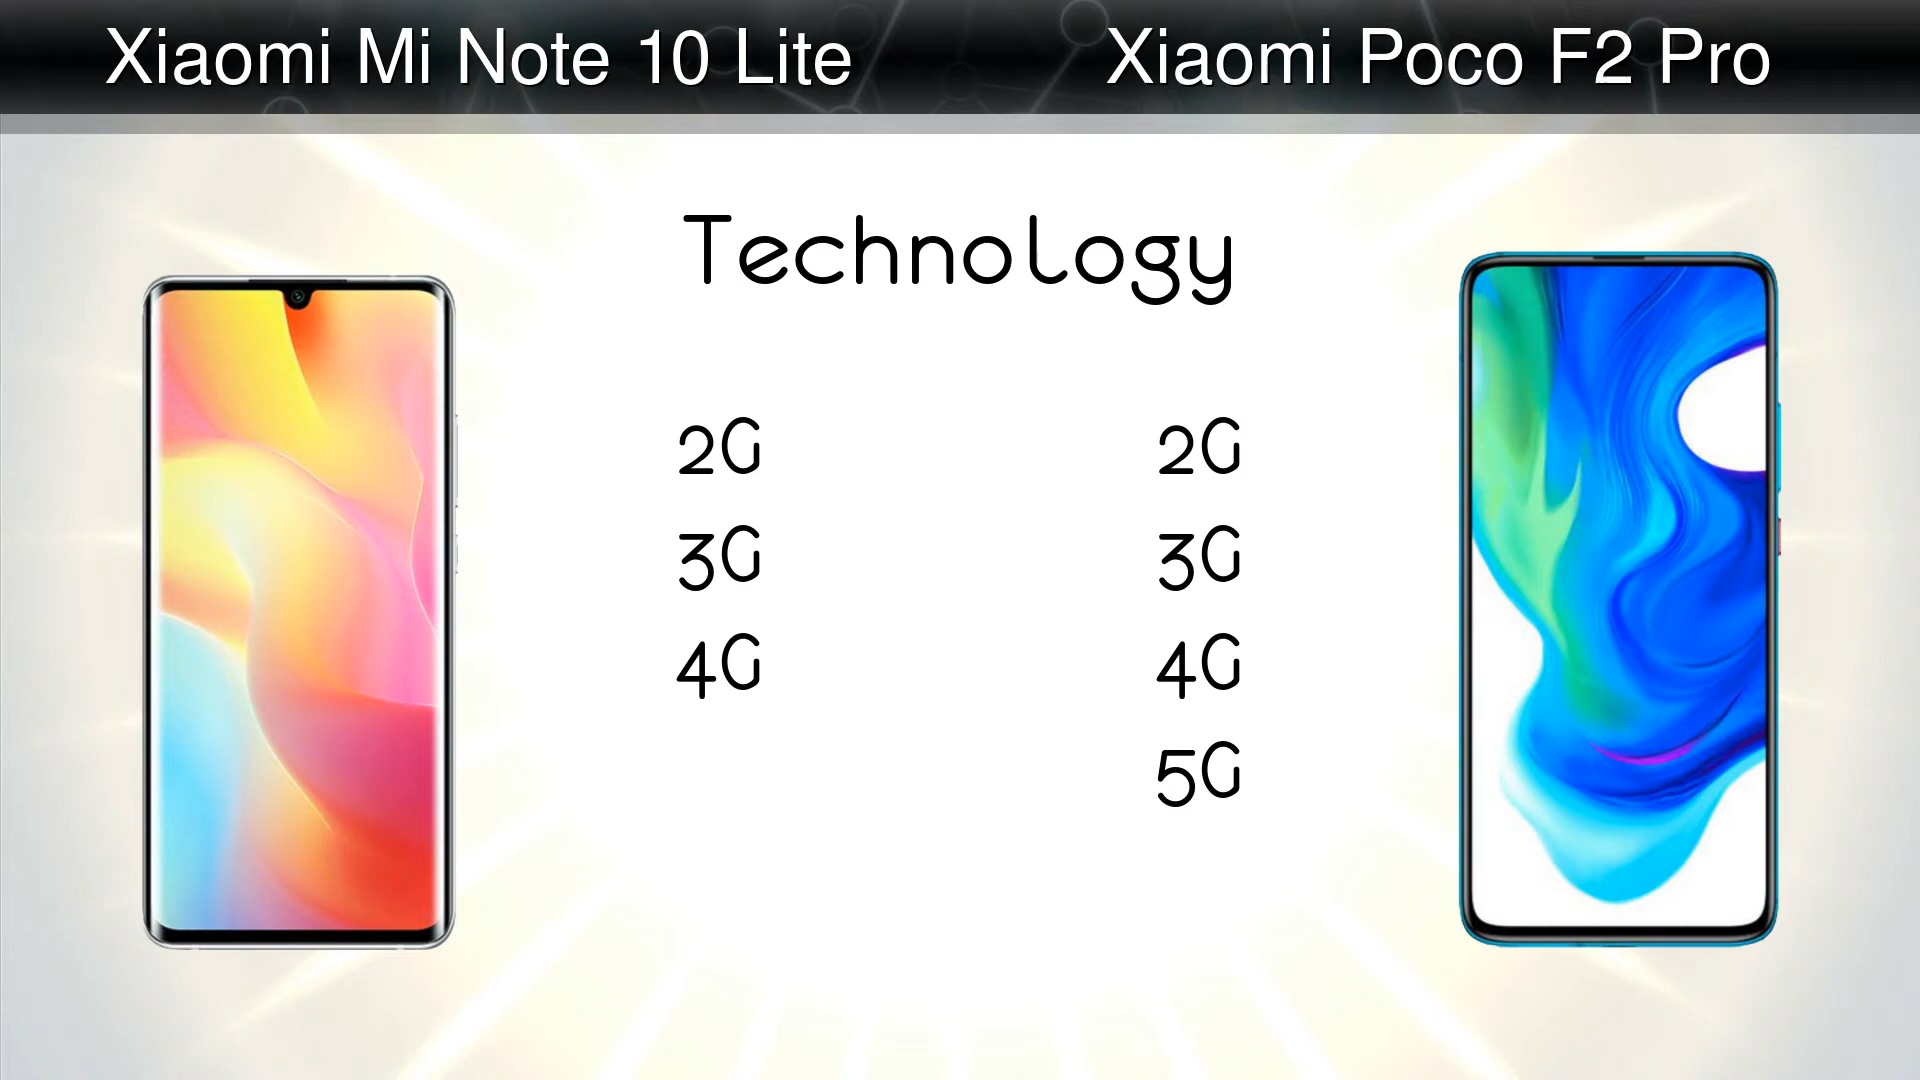 Xiaomi Mi Note 10 Lite Xiaomi Poco F2 Pro
Technology
2G 2G
3G 3G
4G 4G
5G